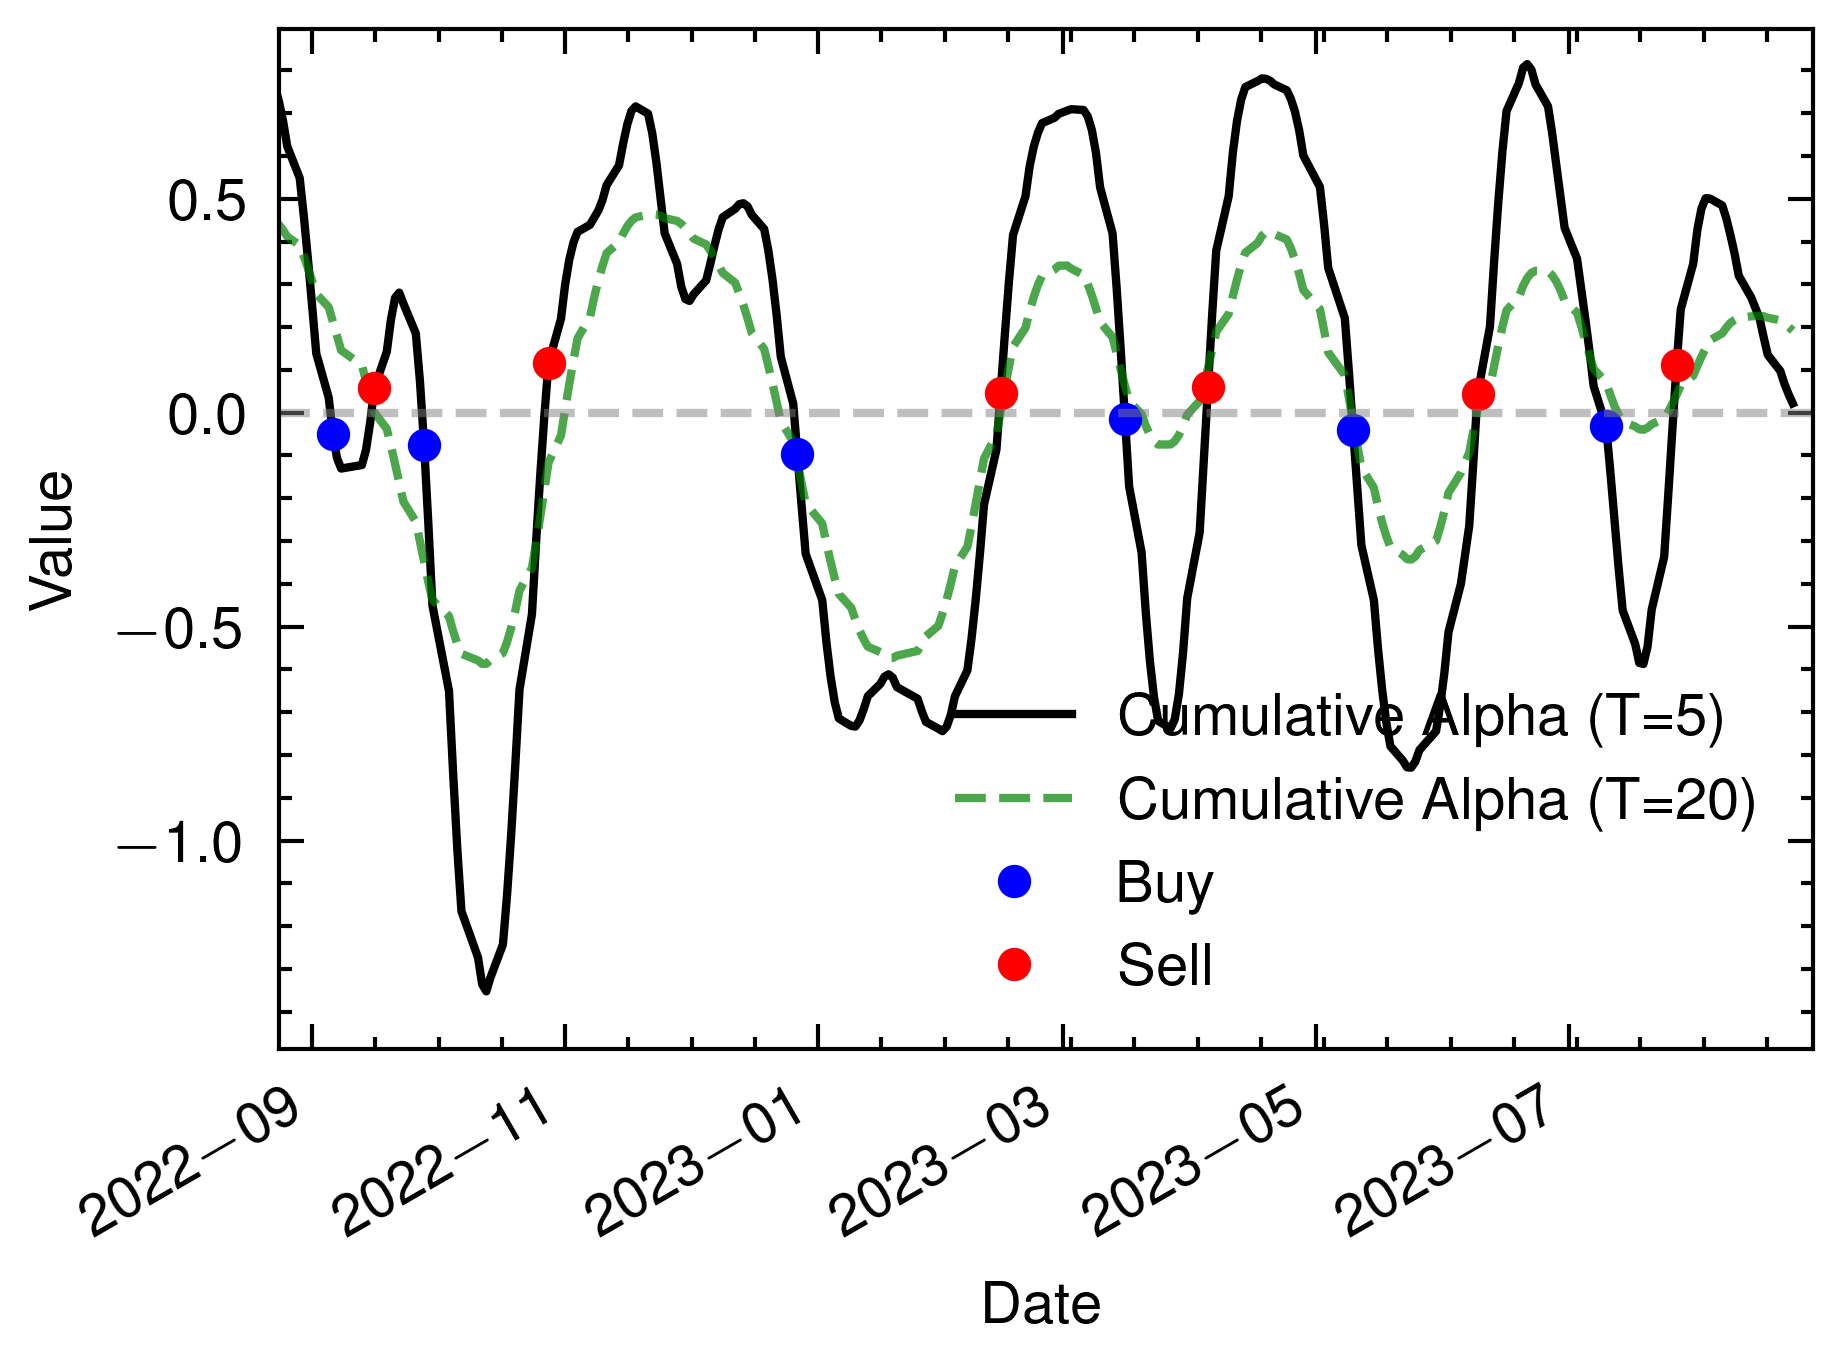 Value
0.5
0.0
−0.5
−1.0
Cumulative Alpha (T=5)
Cumulative Alpha (T=20)
Buy
Sell
2022−09
2022−11
2023−01
2023−03
2023−05
2023−07
Date